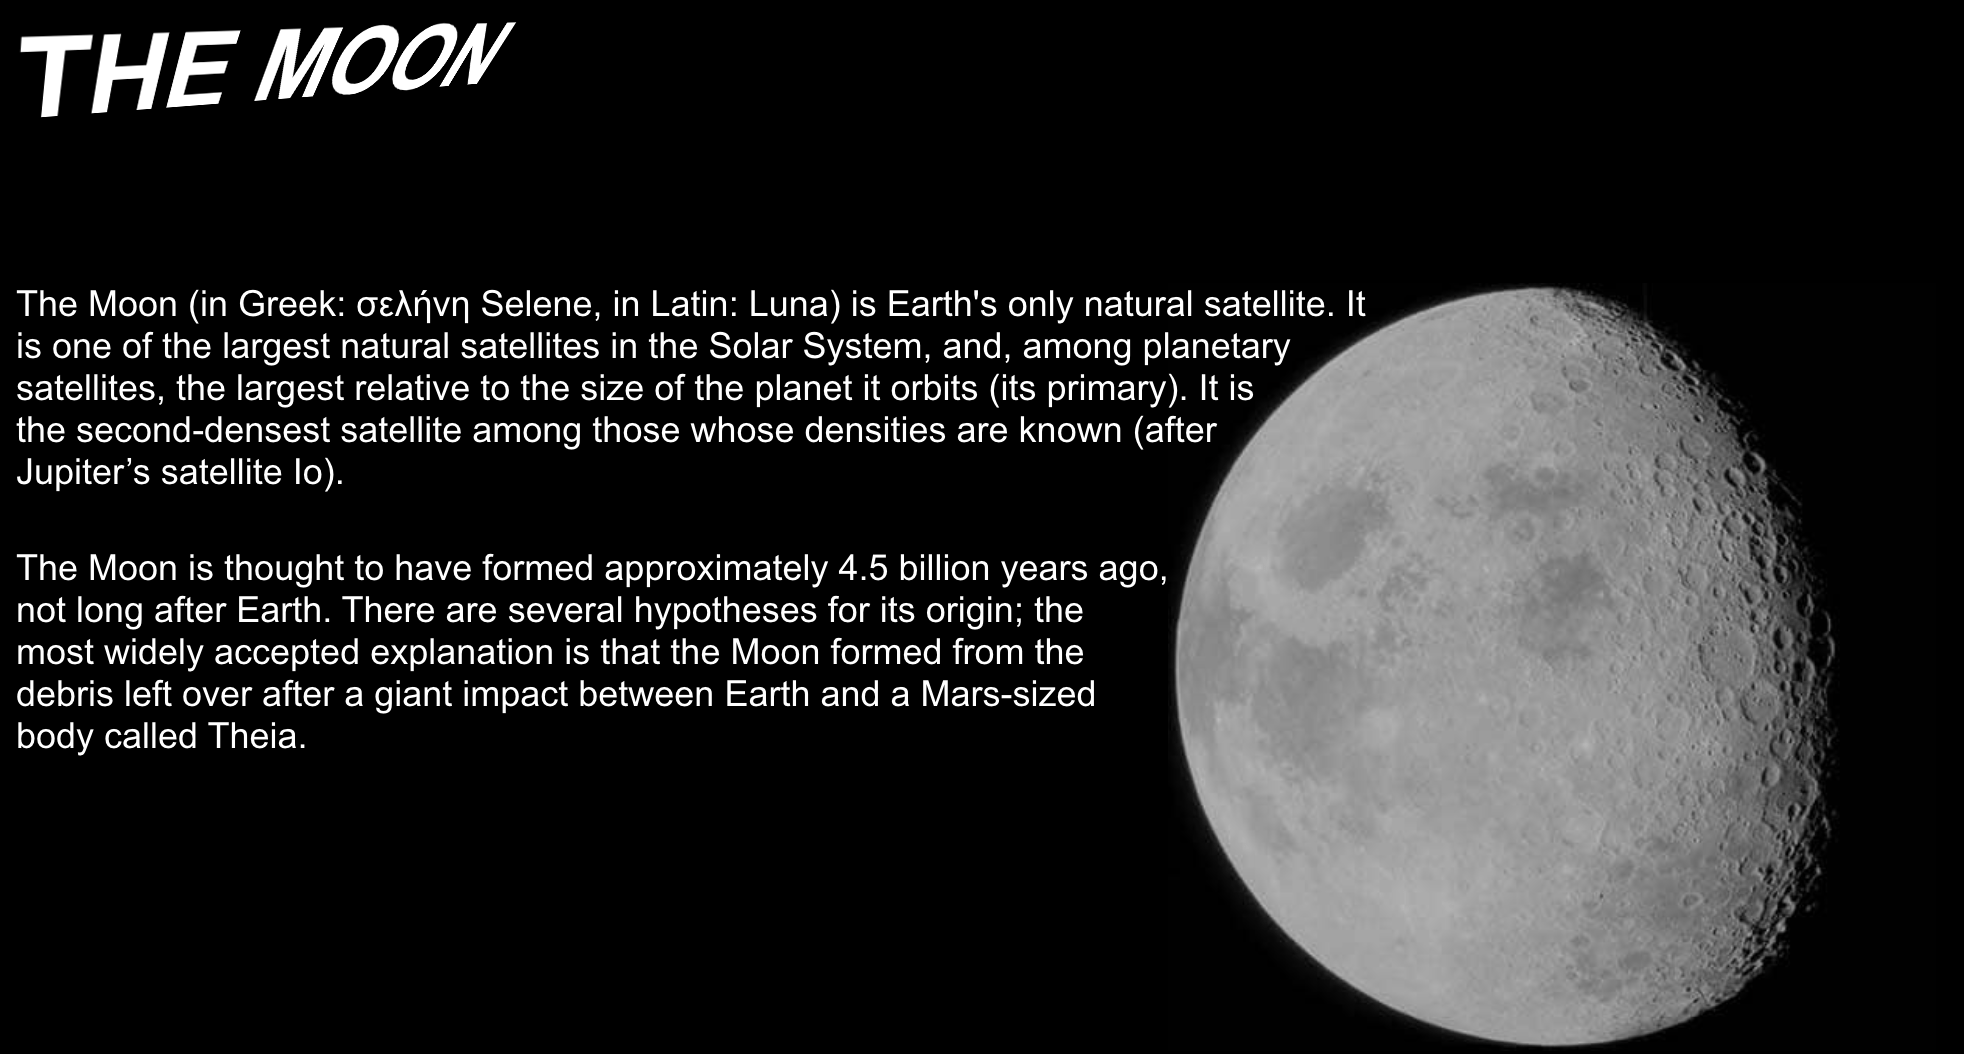 THE MOON
The Moon (in Greek: σελήνη Selene, in Latin: Luna) is Earth's only natural satellite. It
is one of the largest natural satellites in the Solar System, and, among planetary
satellites, the largest relative to the size of the planet it orbits (its primary). It is
the second-densest satellite among those whose densities are known (after
Jupiter’s satellite Io).
The Moon is thought to have formed approximately 4.5 billion years ago,
not long after Earth. There are several hypotheses for its origin; the
most widely accepted explanation is that the Moon formed from the
debris left over after a giant impact between Earth and a Mars-sized
body called Theia.